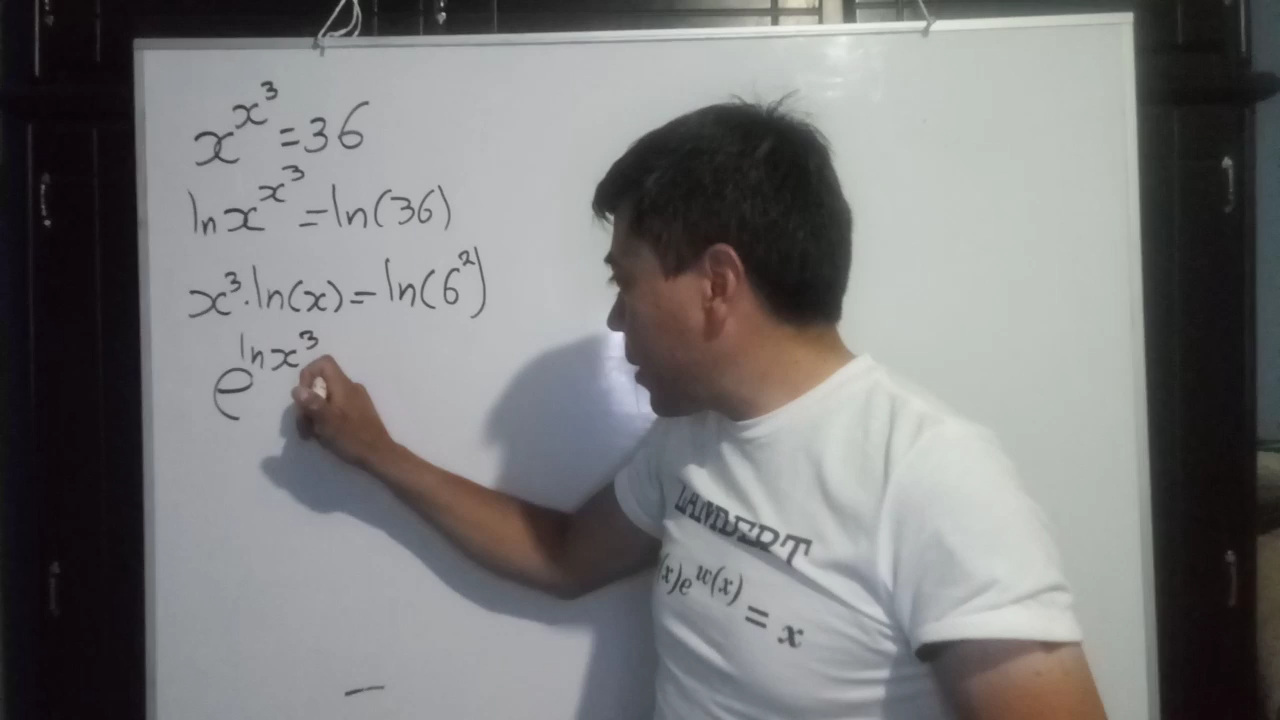 x^{x^3} = 36
ln x^{x^3} = ln(36)
x^3 · ln(x) = ln(6^2)
e^{ln x^3}
LAMBERT
(x)e^{w(x)} = x